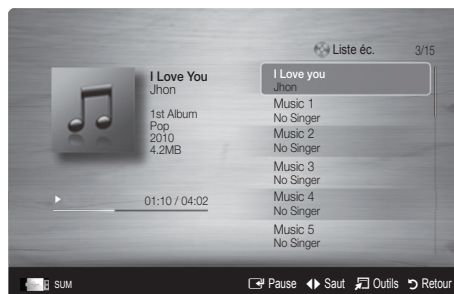 Liste éc. 3/15
I Love You
Jhon
1st Album
Pop
2010
4.2MB
01:10 / 04:02
I Love you
Jhon
Music 1
No Singer
Music 2
No Singer
Music 3
No Singer
Music 4
No Singer
Music 5
No Singer
SUM Pause Saut Outils Retour